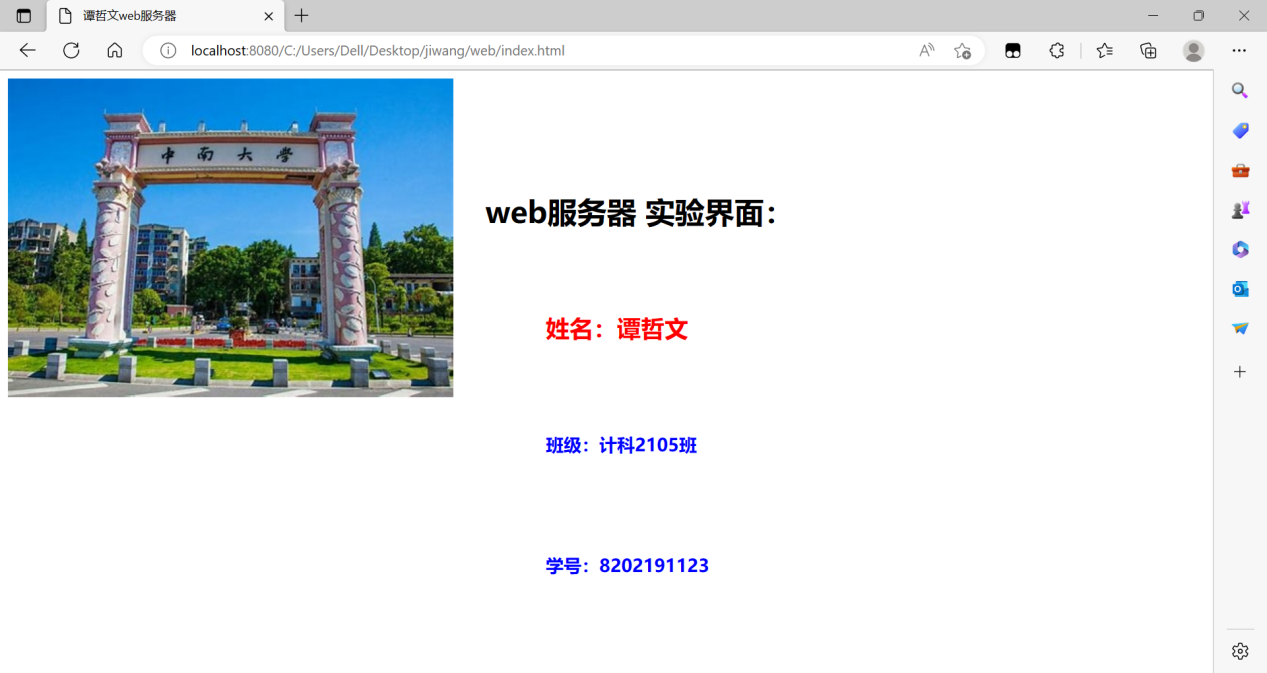 谭哲文web服务器
localhost:8080/C:/Users/Dell/Desktop/jiwang/web/index.html
中南大学
web服务器 实验界面：
姓名：谭哲文
班级：计科2105班
学号：8202191123